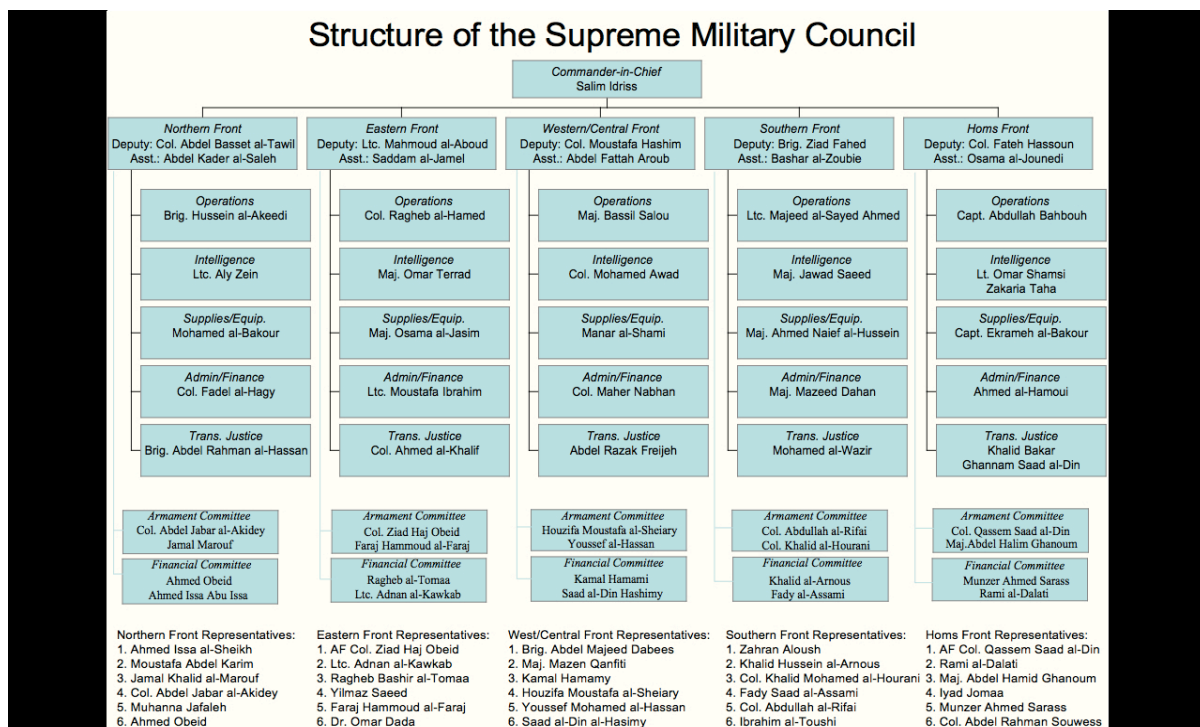 Structure of the Supreme Military Council
Commander-in-Chief
Salim Idriss
Northern Front
Deputy: Col. Abdel Basset al-Tawil
Asst.: Abdel Kader al-Saleh
Eastern Front
Deputy: Ltc. Mahmoud al-Aboud
Asst.: Saddam al-Jamel
Western/Central Front
Deputy: Col. Moustafa Hashim
Asst.: Abdel Fattah Aroub
Southern Front
Deputy: Brig. Ziad Fahed
Asst.: Bashar al-Zoubie
Homs Front
Deputy: Col. Fateh Hassoun
Asst.: Osama al-Jounedi
Operations
Brig. Hussein al-Akeedi
Operations
Col. Ragheb al-Hamed
Operations
Maj. Bassil Salou
Operations
Ltc. Majeed al-Sayed Ahmed
Operations
Capt. Abdullah Bahbouh
Intelligence
Ltc. Aly Zein
Intelligence
Maj. Omar Terrad
Intelligence
Col. Mohamed Awad
Intelligence
Maj. Jawad Saeed
Intelligence
Lt. Omar Shamsi
Zakaria Taha
Supplies/Equip.
Mohamed al-Bakour
Supplies/Equip.
Maj. Osama al-Jasim
Supplies/Equip.
Manar al-Shami
Supplies/Equip.
Maj. Ahmed Naief al-Hussein
Supplies/Equip.
Capt. Ekrameh al-Bakour
Admin/Finance
Col. Fadel al-Hagy
Admin/Finance
Ltc. Moustafa Ibrahim
Admin/Finance
Col. Maher Nabhan
Admin/Finance
Maj. Mazeed Dahan
Admin/Finance
Ahmed al-Hamoui
Trans. Justice
Brig. Abdel Rahman al-Hassan
Trans. Justice
Col. Ahmed al-Khalif
Trans. Justice
Abdel Razak Freijeh
Trans. Justice
Mohamed al-Wazir
Trans. Justice
Khalid Bakar
Ghannam Saad al-Din
Armament Committee
Col. Abdel Jabar al-Akidey
Jamal Marouf
Armament Committee
Col. Ziad Haj Obeid
Faraj Hammoud al-Faraj
Armament Committee
Houzifa Moustafa al-Sheiary
Youssef al-Hassan
Armament Committee
Col. Abdullah al-Rifai
Col. Khalid al-Hourani
Armament Committee
Col. Qassem Saad al-Din
Maj.Abdel Halim Ghanoum
Financial Committee
Ahmed Obeid
Ahmed Issa Abu Issa
Financial Committee
Ragheb al-Tomaa
Ltc. Adnan al-Kawkab
Financial Committee
Kamal Hamami
Saad al-Din Hashimy
Financial Committee
Khalid al-Arnous
Fady al-Assami
Financial Committee
Munzer Ahmed Sarass
Rami al-Dalati
Northern Front Representatives:
1. Ahmed Issa al-Sheikh
2. Moustafa Abdel Karim
3. Jamal Khalid al-Marouf
4. Col. Abdel Jabar al-Akidey
5. Muhanna Jafaleh
6. Ahmed Obeid
Eastern Front Representatives:
1. AF Col. Ziad Haj Obeid
2. Ltc. Adnan al-Kawkab
3. Ragheb Bashir al-Tomaa
4. Yilmaz Saeed
5. Faraj Hammoud al-Faraj
6. Dr. Omar Dada
West/Central Front Representatives:
1. Brig. Abdel Majeed Dabees
2. Maj. Mazen Qanfiti
3. Kamal Hamamy
4. Houzifa Moustafa al-Sheiary
5. Youssef Mohamed al-Hassan
6. Saad al-Din al-Hasimy
Southern Front Representatives:
1. Zahran Aloush
2. Khalid Hussein al-Arnous
3. Col. Khalid Mohamed al-Hourani
4. Fady Saad al-Assami
5. Col. Abdullah al-Rifai
6. Ibrahim al-Toushi
Homs Front Representatives:
1. AF Col. Qassem Saad al-Din
2. Rami al-Dalati
3. Maj. Abdel Hamid Ghanoum
4. Iyad Jomaa
5. Munzer Ahmed Sarass
6. Col. Abdel Rahman Souwess